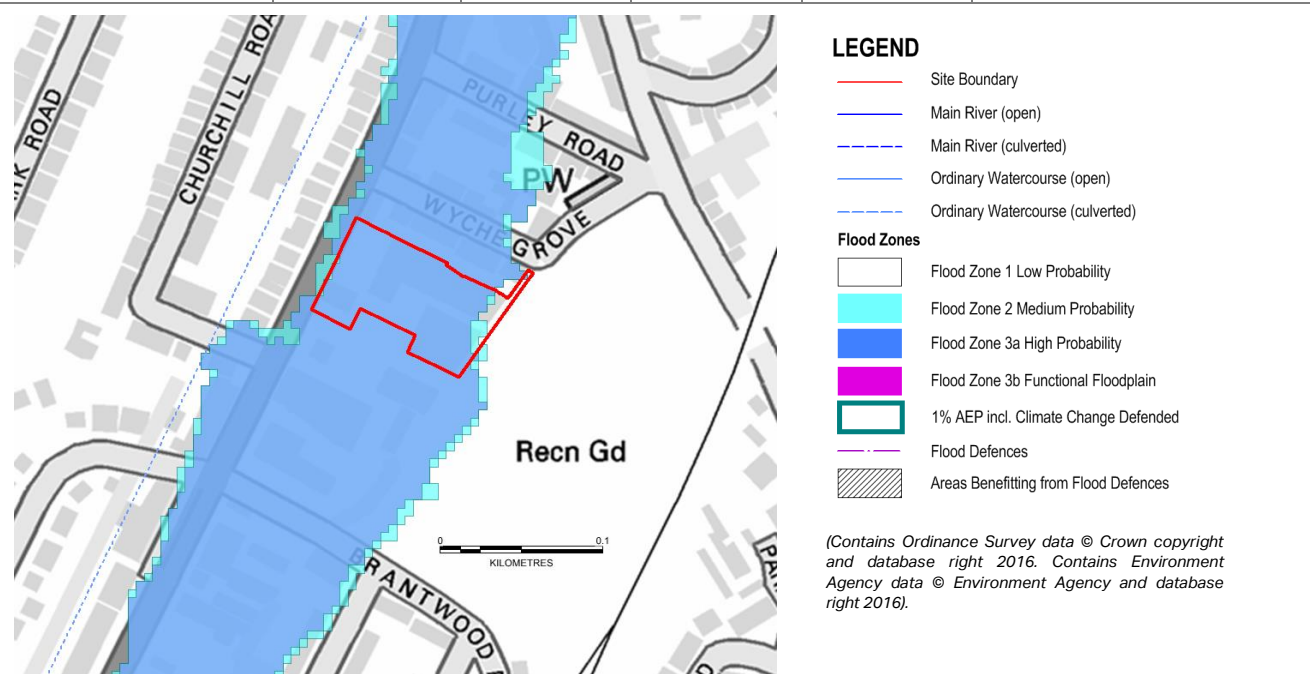 CHURCHILL ROA
RK ROAD
PURLEY ROAD
PW
WYCHE GROVE
Recn Gd
0 0.1
KILOMETRES
BRANTWOOD
PA
LEGEND
Site Boundary
Main River (open)
Main River (culverted)
Ordinary Watercourse (open)
Ordinary Watercourse (culverted)
Flood Zones
Flood Zone 1 Low Probability
Flood Zone 2 Medium Probability
Flood Zone 3a High Probability
Flood Zone 3b Functional Floodplain
1% AEP incl. Climate Change Defended
Flood Defences
Areas Benefitting from Flood Defences
(Contains Ordinance Survey data © Crown copyright
and database right 2016. Contains Environment
Agency data © Environment Agency and database
right 2016).